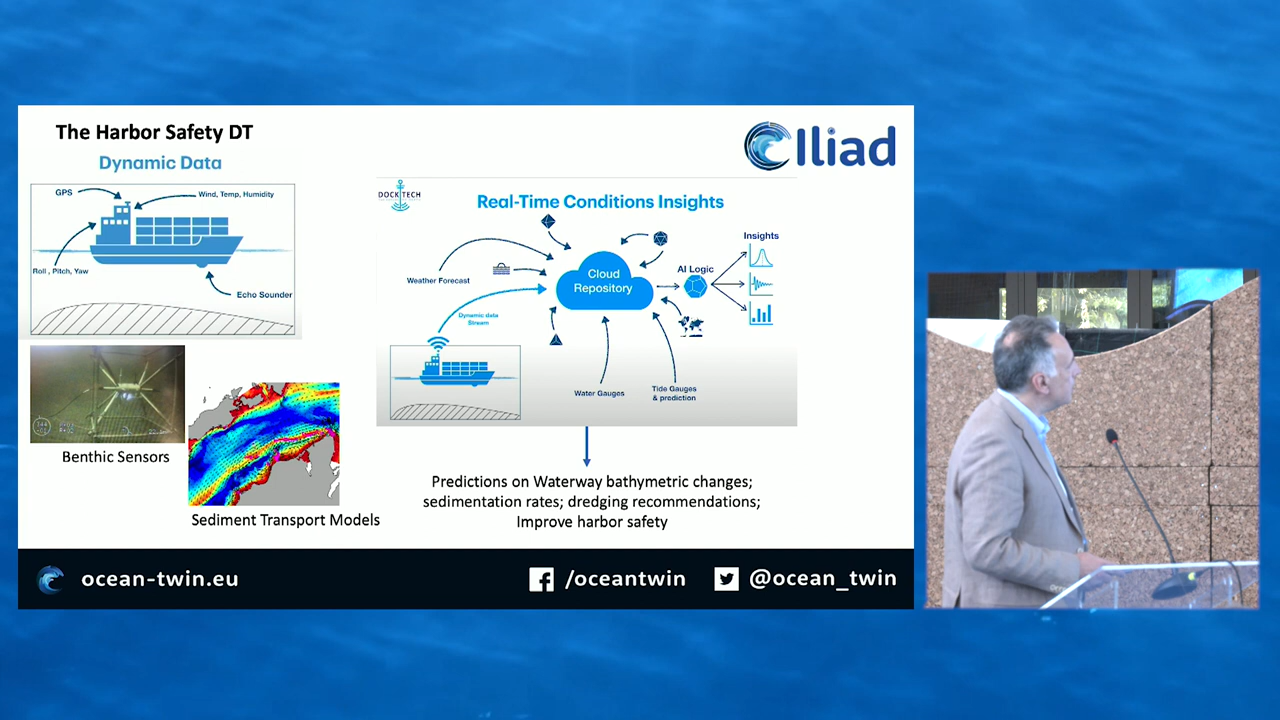 The Harbor Safety DT
Dynamic Data
GPS
Wind, Temp, Humidity
Roll , Pitch, Yaw
Echo Sounder
Benthic Sensors
Sediment Transport Models
Iliad
DOCKTECH
Real-Time Conditions Insights
Weather Forecast
Cloud
Repository
AI Logic
Insights
Dynamic data
Stream
Water Gauges
Tide Gauges
& prediction
Predictions on Waterway bathymetric changes;
sedimentation rates; dredging recommendations;
Improve harbor safety
ocean-twin.eu
/oceantwin
@ocean_twin